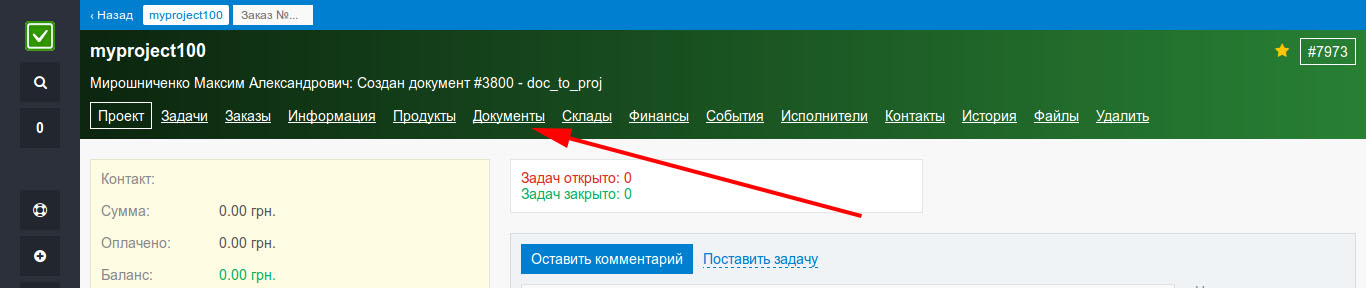 ‹ Назад myproject100 Заказ №...
myproject100
#7973
Мирошниченко Максим Александрович: Создан документ #3800 - doc_to_proj
Проект Задачи Заказы Информация Продукты Документы Склады Финансы События Исполнители Контакты История Файлы Удалить
0
Контакт:
Сумма: 0.00 грн.
Оплачено: 0.00 грн.
Баланс: 0.00 грн.
Задач открыто: 0
Задач закрыто: 0
Оставить комментарий Поставить задачу